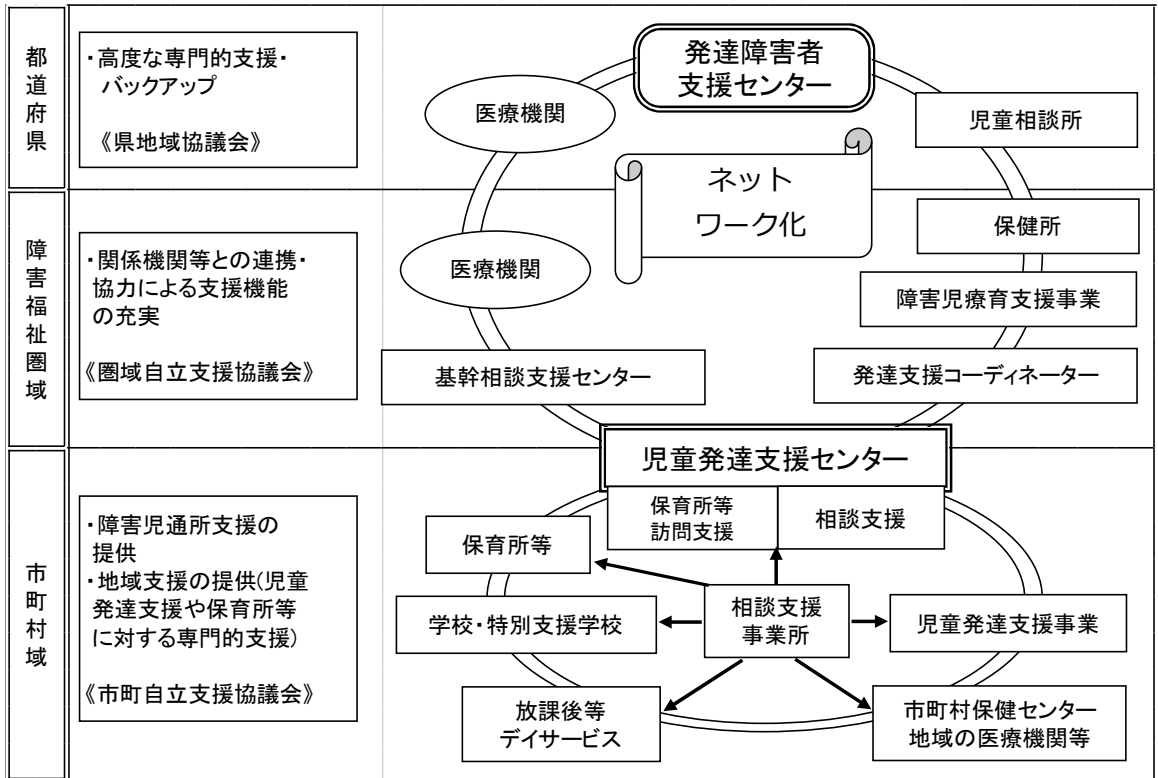 都道府県
・高度な専門的支援・
バックアップ
《県地域協議会》
発達障害者
支援センター
医療機関
児童相談所
ネット
ワーク化
障害福祉圏域
・関係機関等との連携・
協力による支援機能
の充実
《圏域自立支援協議会》
保健所
医療機関
障害児療育支援事業
基幹相談支援センター
発達支援コーディネーター
市町村域
・障害児通所支援の
提供
・地域支援の提供(児童
発達支援や保育所等
に対する専門的支援)
《市町自立支援協議会》
児童発達支援センター
保育所等
訪問支援
相談支援
保育所等
学校・特別支援学校
相談支援
事業所
児童発達支援事業
放課後等
デイサービス
市町村保健センター
地域の医療機関等